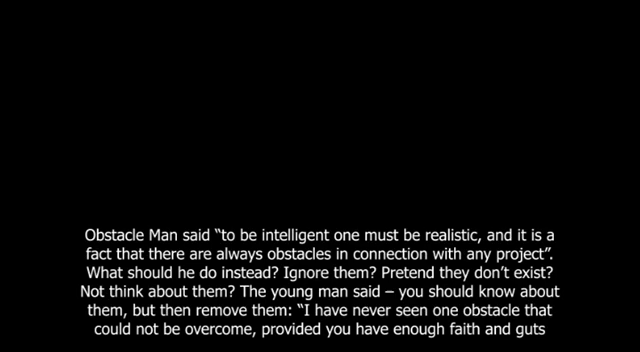 Obstacle Man said “to be intelligent one must be realistic, and it is a
fact that there are always obstacles in connection with any project”.
What should he do instead? Ignore them? Pretend they don’t exist?
Not think about them? The young man said – you should know about
them, but then remove them: “I have never seen one obstacle that
could not be overcome, provided you have enough faith and guts